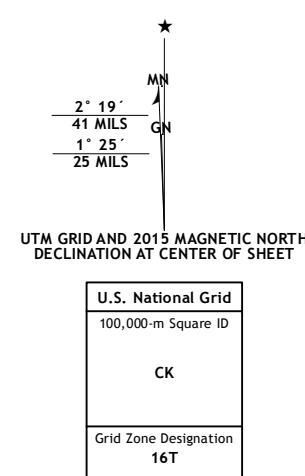 ★
MN
2° 19´
41 MILS
GN
1° 25´
25 MILS
UTM GRID AND 2015 MAGNETIC NORTH
DECLINATION AT CENTER OF SHEET
U.S. National Grid
100,000-m Square ID
CK
Grid Zone Designation
16T